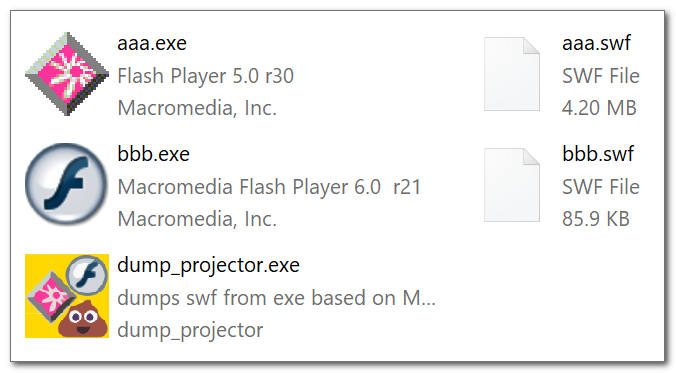 aaa.exe
Flash Player 5.0 r30
Macromedia, Inc.
aaa.swf
SWF File
4.20 MB
bbb.exe
Macromedia Flash Player 6.0  r21
Macromedia, Inc.
bbb.swf
SWF File
85.9 KB
dump_projector.exe
dumps swf from exe based on M...
dump_projector